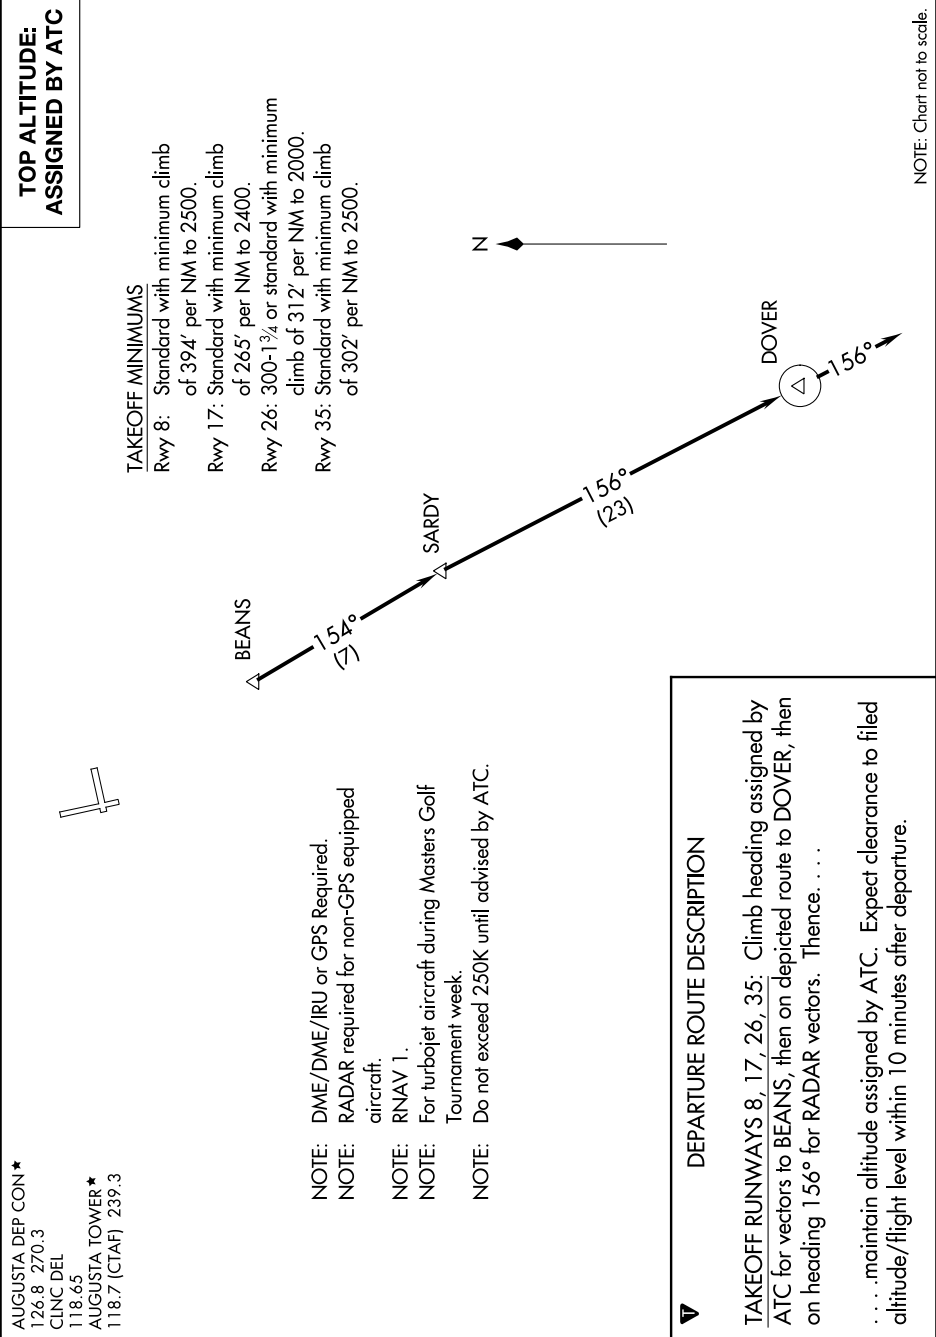 AUGUSTA DEP CON★
126.8 270.3
CLNC DEL
118.65
AUGUSTA TOWER★
118.7 (CTAF) 239.3
TOP ALTITUDE:
ASSIGNED BY ATC
TAKEOFF MINIMUMS
Rwy 8: Standard with minimum climb
of 394' per NM to 2500.
Rwy 17: Standard with minimum climb
of 265' per NM to 2400.
Rwy 26: 300-1¾ or standard with minimum
climb of 312' per NM to 2000.
Rwy 35: Standard with minimum climb
of 302' per NM to 2500.
BEANS
154°
(7)
SARDY
156°
(23)
DOVER
156°
N
NOTE: DME/DME/IRU or GPS Required.
NOTE: RADAR required for non-GPS equipped
aircraft.
NOTE: RNAV 1.
NOTE: For turbojet aircraft during Masters Golf
Tournament week.
NOTE: Do not exceed 250K until advised by ATC.
T
DEPARTURE ROUTE DESCRIPTION
TAKEOFF RUNWAYS 8, 17, 26, 35: Climb heading assigned by
ATC for vectors to BEANS, then on depicted route to DOVER, then
on heading 156° for RADAR vectors. Thence. . . .
. . . .maintain altitude assigned by ATC. Expect clearance to filed
altitude/flight level within 10 minutes after departure.
NOTE: Chart not to scale.